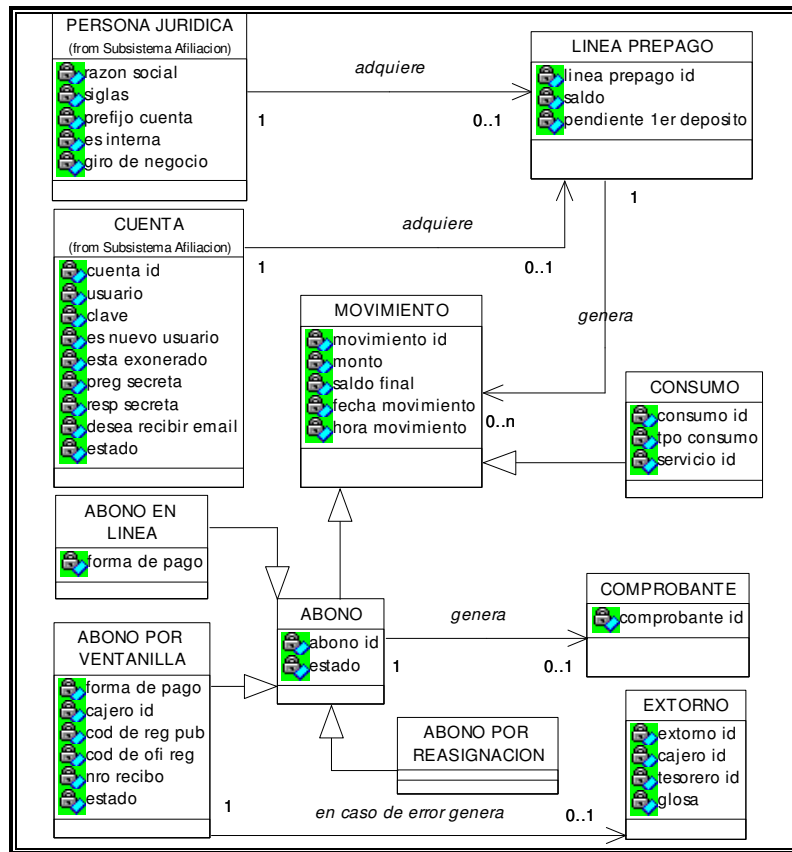 PERSONA JURIDICA
(from Subsistema Afiliacion)
razon social
siglas
prefijo cuenta
es interna
giro de negocio
adquiere
1
0..1
LINEA PREPAGO
linea prepago id
saldo
pendiente 1er deposito
CUENTA
(from Subsistema Afiliacion)
cuenta id
usuario
clave
es nuevo usuario
esta exonerado
preg secreta
resp secreta
desea recibir email
estado
adquiere
1
0..1
1
genera
0..n
MOVIMIENTO
movimiento id
monto
saldo final
fecha movimiento
hora movimiento
CONSUMO
consumo id
tpo consumo
servicio id
ABONO EN
LINEA
forma de pago
ABONO
abono id
estado
genera
1
0..1
COMPROBANTE
comprobante id
ABONO POR
VENTANILLA
forma de pago
cajero id
cod de reg pub
cod de ofi reg
nro recibo
estado
ABONO POR
REASIGNACION
EXTORNO
extorno id
cajero id
tesorero id
glosa
1
en caso de error genera
0..1